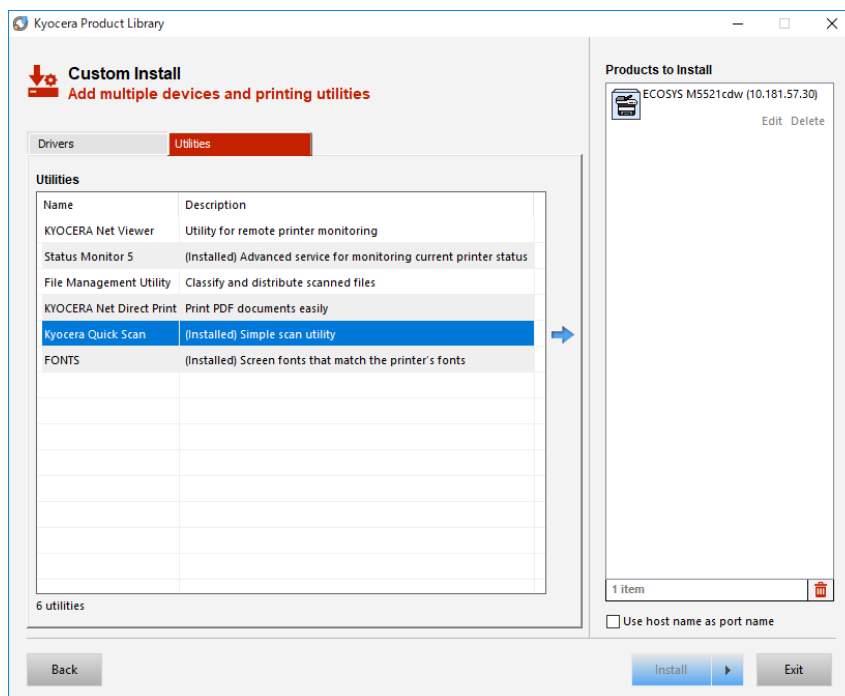 Kyocera Product Library
Custom Install
Add multiple devices and printing utilities
Drivers
Utilities
Utilities
Name Description
KYOCERA Net Viewer Utility for remote printer monitoring
Status Monitor 5 (Installed) Advanced service for monitoring current printer status
File Management Utility Classify and distribute scanned files
KYOCERA Net Direct Print Print PDF documents easily
Kyocera Quick Scan (Installed) Simple scan utility
FONTS (Installed) Screen fonts that match the printer's fonts
6 utilities
Products to Install
ECOSYS M5521cdw (10.181.57.30)
Edit Delete
1 item
Use host name as port name
Back
Install
Exit